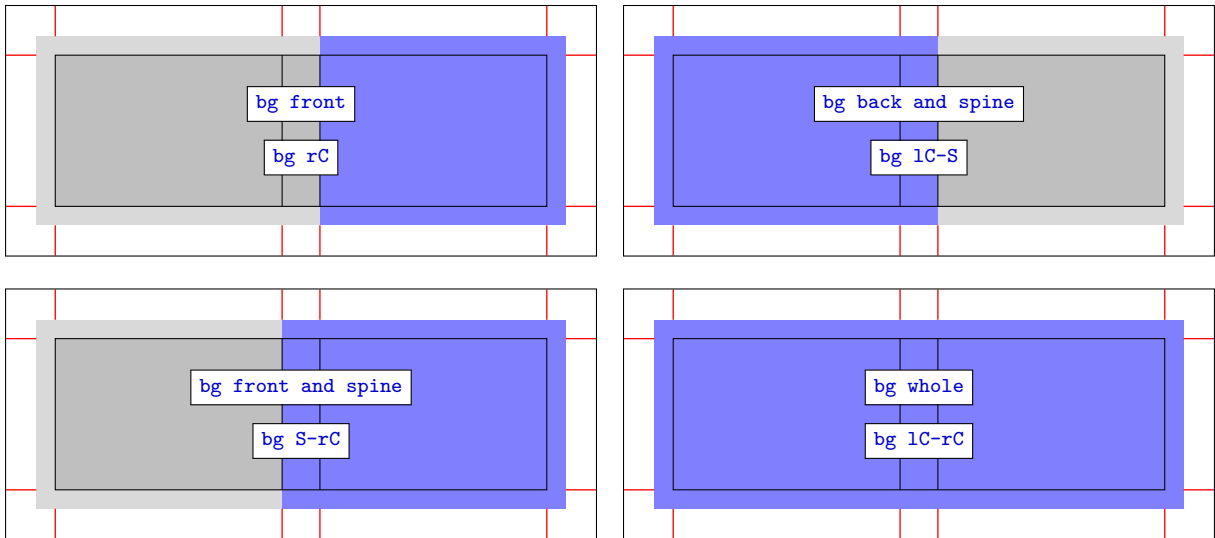 bg front
bg rC
bg back and spine
bg lC-S
bg front and spine
bg S-rC
bg whole
bg lC-rC